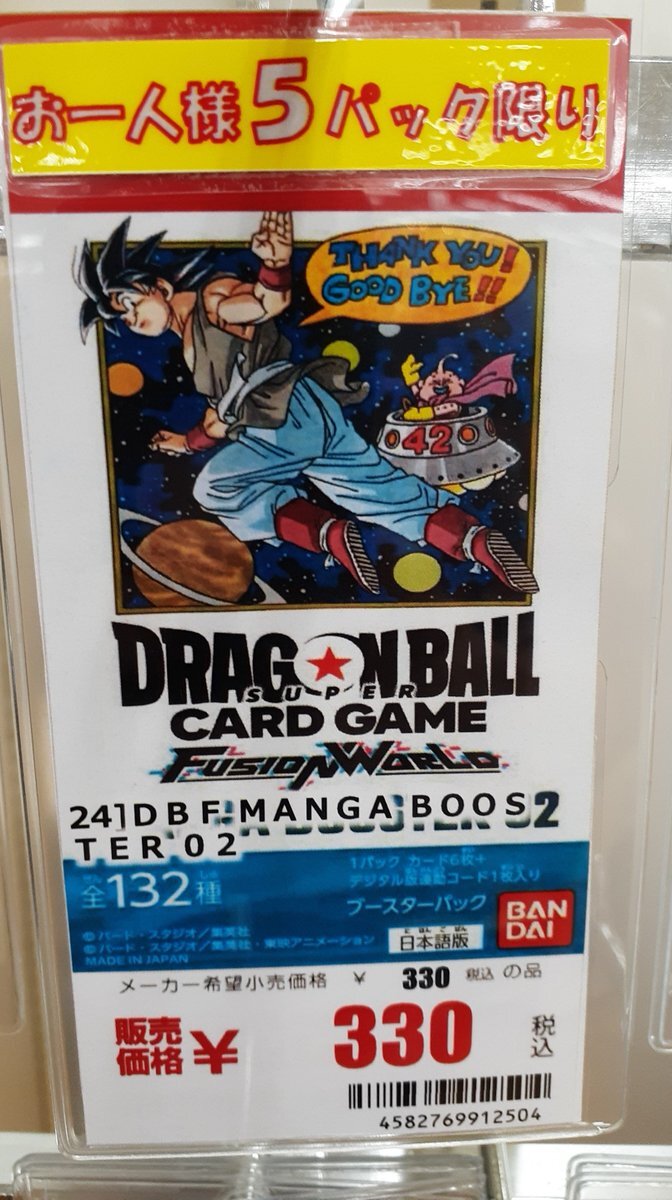 お一人様5パック限り
THANK YOU!
GOOD BYE!!
42
DRAGON BALL
SUPER
CARD GAME
FUSION WORLD
241DBF MANGA BOOS
TER 02
全132種
1パック カード6枚+
デジタル版連動コード1枚入り
ブースターパック
BAN
DAI
©バード・スタジオ/集英社
©バード・スタジオ/集英社・東映アニメーション
日本語版
MADE IN JAPAN
メーカー希望小売価格 ¥ 330 税込 の品
販売
価格 ¥ 330 税込
4582769912504